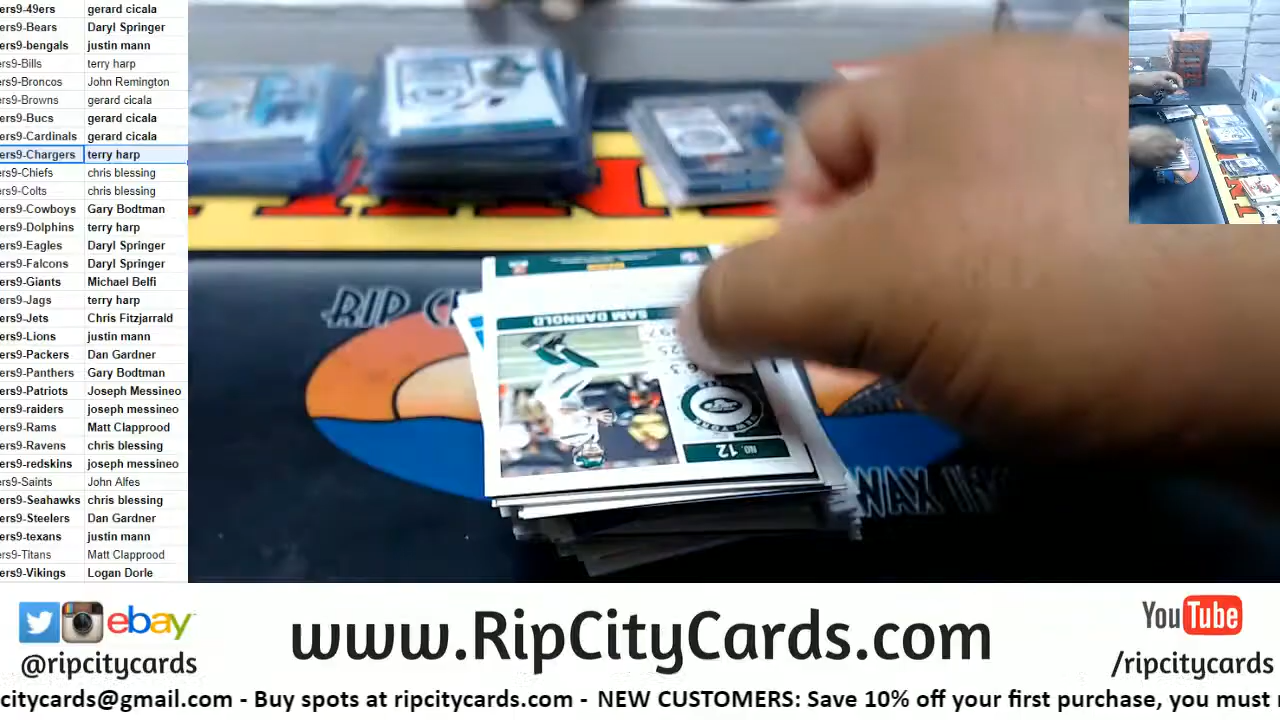 ers9-49ers gerard cicala
ers9-Bears Daryl Springer
ers9-bengals justin mann
ers9-Bills terry harp
ers9-Broncos John Remington
ers9-Browns gerard cicala
ers9-Bucs gerard cicala
ers9-Cardinals gerard cicala
ers9-Chargers terry harp
ers9-Chiefs chris blessing
ers9-Colts chris blessing
ers9-Cowboys Gary Bodtman
ers9-Dolphins terry harp
ers9-Eagles Daryl Springer
ers9-Falcons Daryl Springer
ers9-Giants Michael Belfi
ers9-Jags terry harp
ers9-Jets Chris Fitzjarrald
ers9-Lions justin mann
ers9-Packers Dan Gardner
ers9-Panthers Gary Bodtman
ers9-Patriots Joseph Messineo
ers9-raiders joseph messineo
ers9-Rams Matt Clapprood
ers9-Ravens chris blessing
ers9-redskins joseph messineo
ers9-Saints John Alfes
ers9-Seahawks chris blessing
ers9-Steelers Dan Gardner
ers9-texans justin mann
ers9-Titans Matt Clapprood
ers9-Vikings Logan Dorle
RIP C
SAM DARNOLD
NEW YORK
NO. 12
WAX
ebay
@ripcitycards
www.RipCityCards.com
YouTube
/ripcitycards
citycards@gmail.com - Buy spots at ripcitycards.com - NEW CUSTOMERS: Save 10% off your first purchase, you must